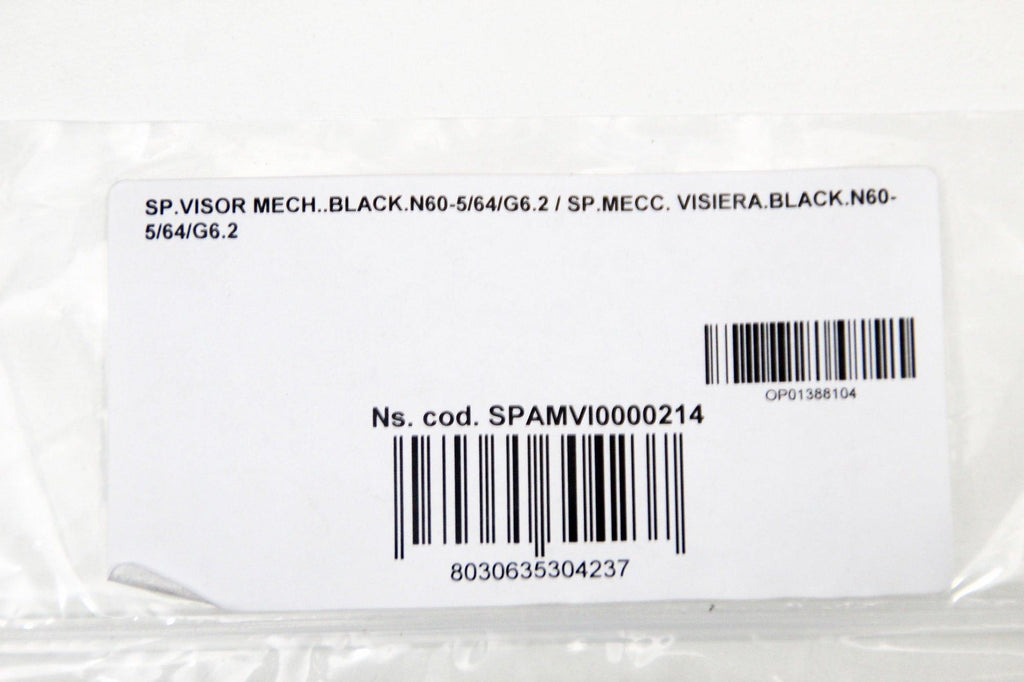 SP.VISOR MECH..BLACK.N60-5/64/G6.2 / SP.MECC. VISIERA.BLACK.N60-
5/64/G6.2
OP01388104
Ns. cod. SPAMVI0000214
8030635304237